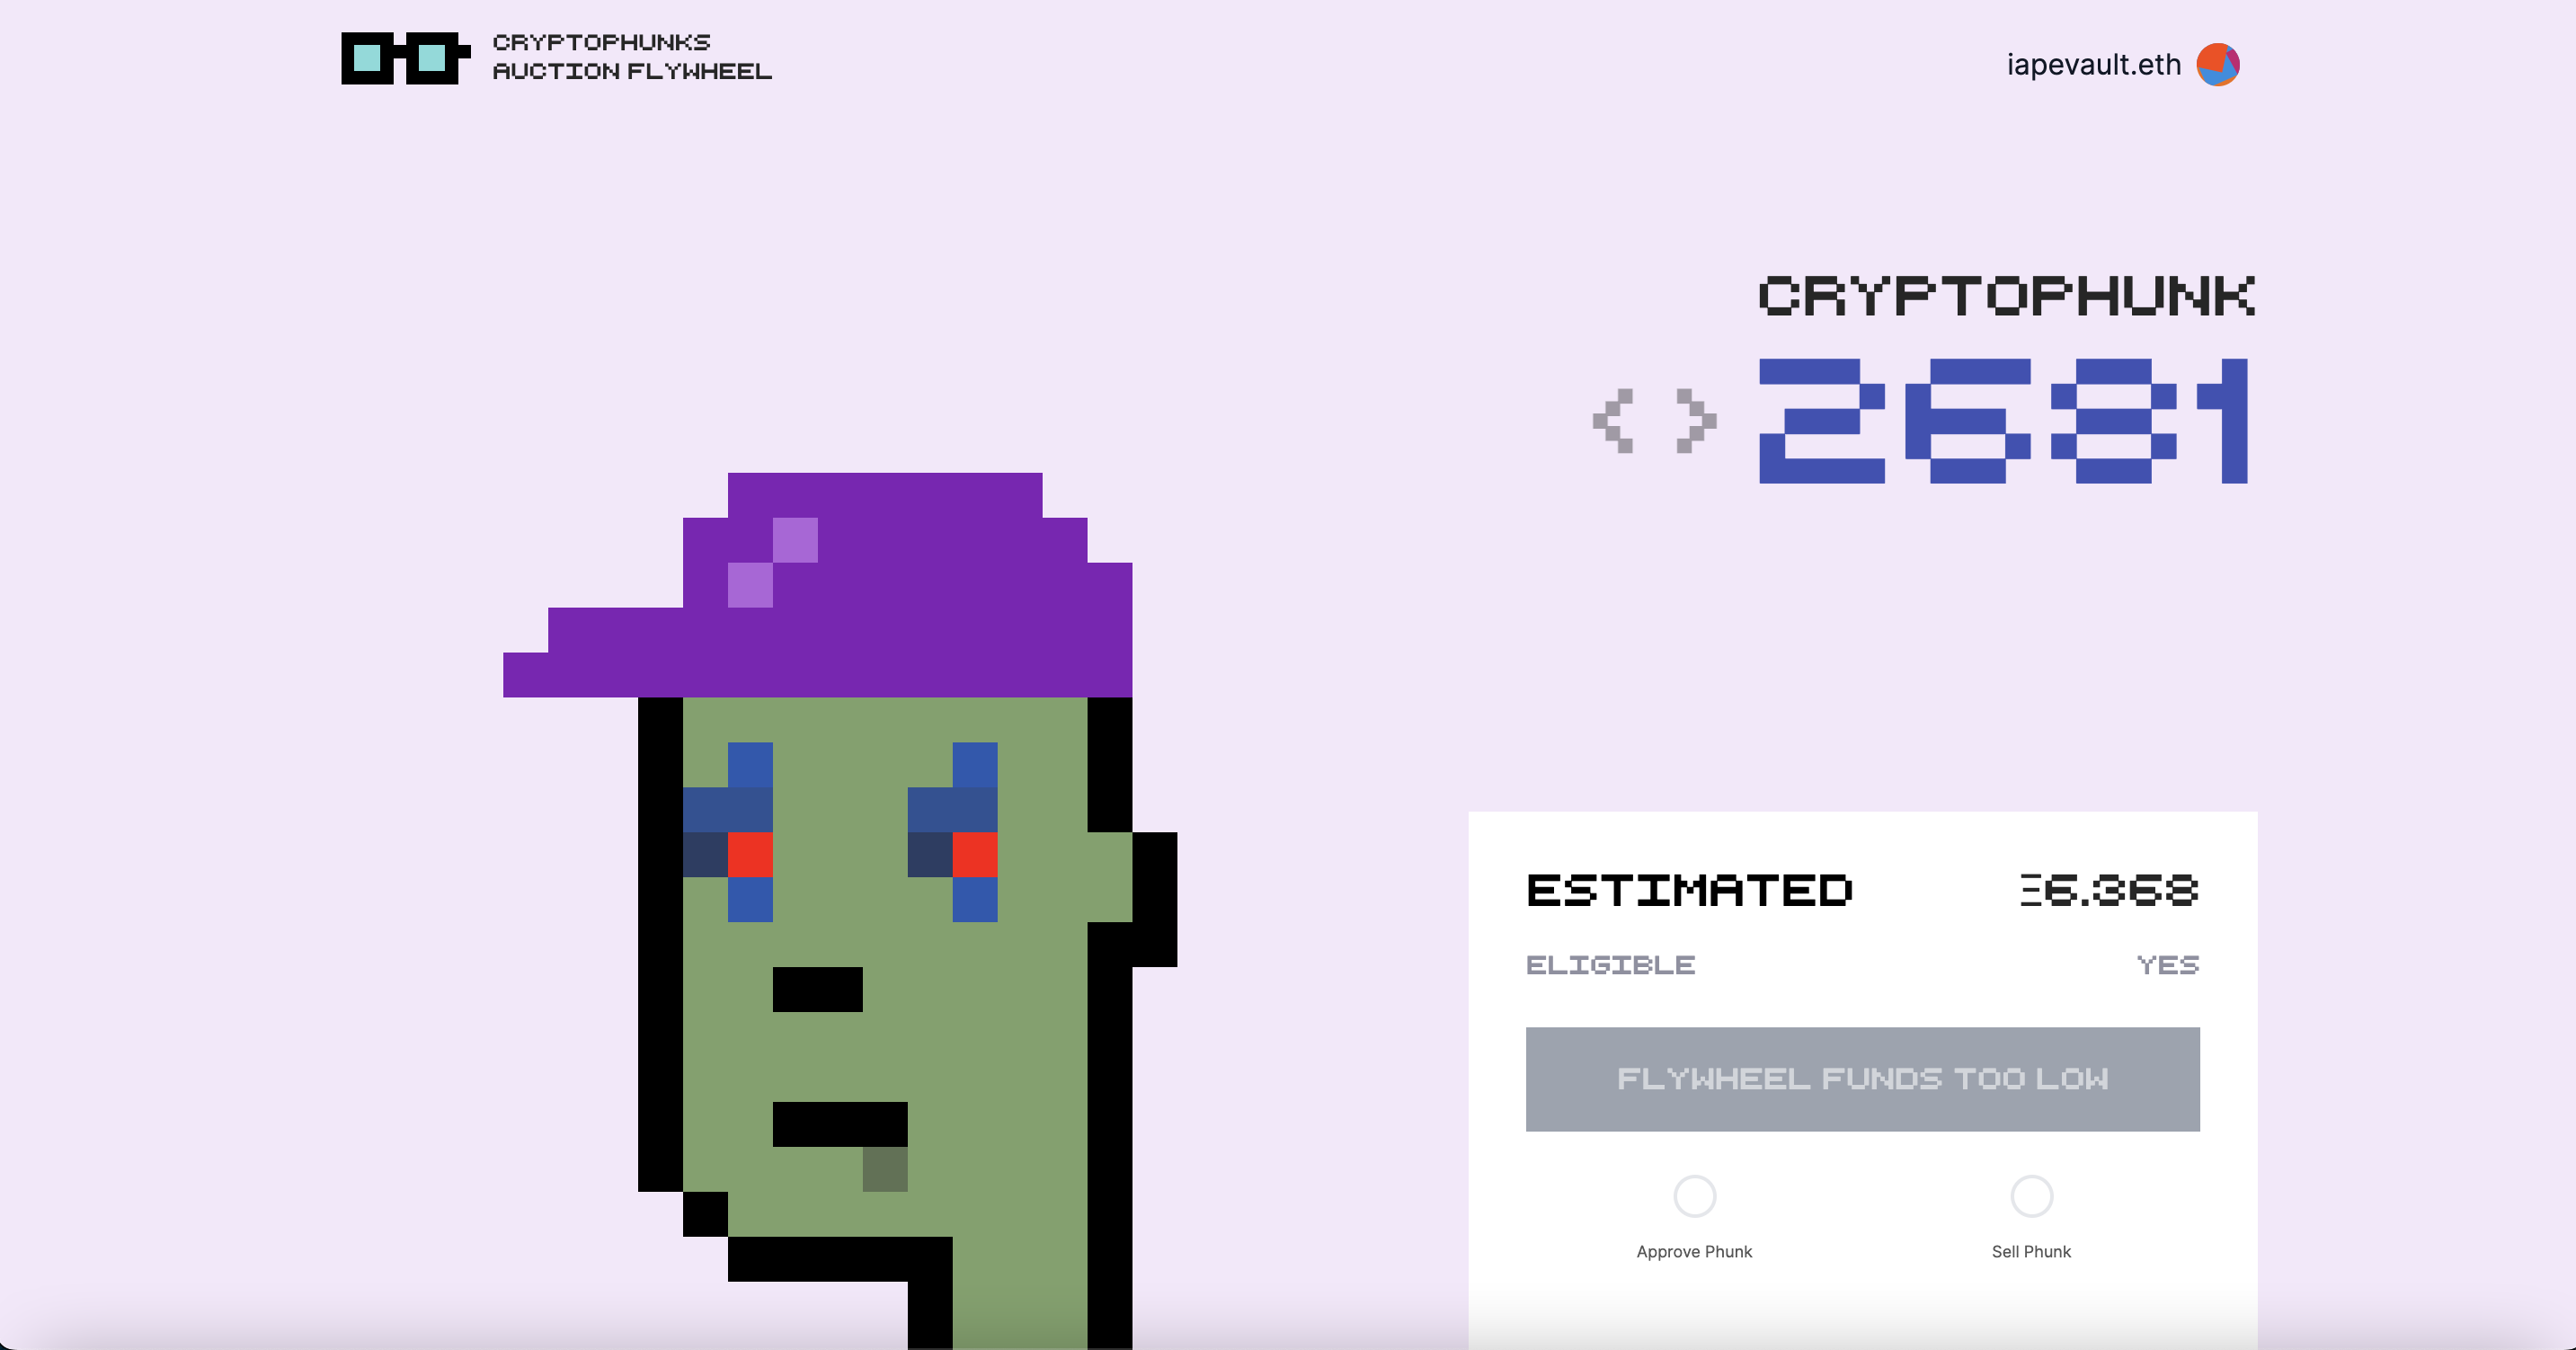 CRYPTOPHUNKS
AUCTION FLYWHEEL
iapevault.eth
CRYPTOPHUNK
< > 2681
ESTIMATED Ξ6.368
ELIGIBLE YES
FLYWHEEL FUNDS TOO LOW
Approve Phunk Sell Phunk